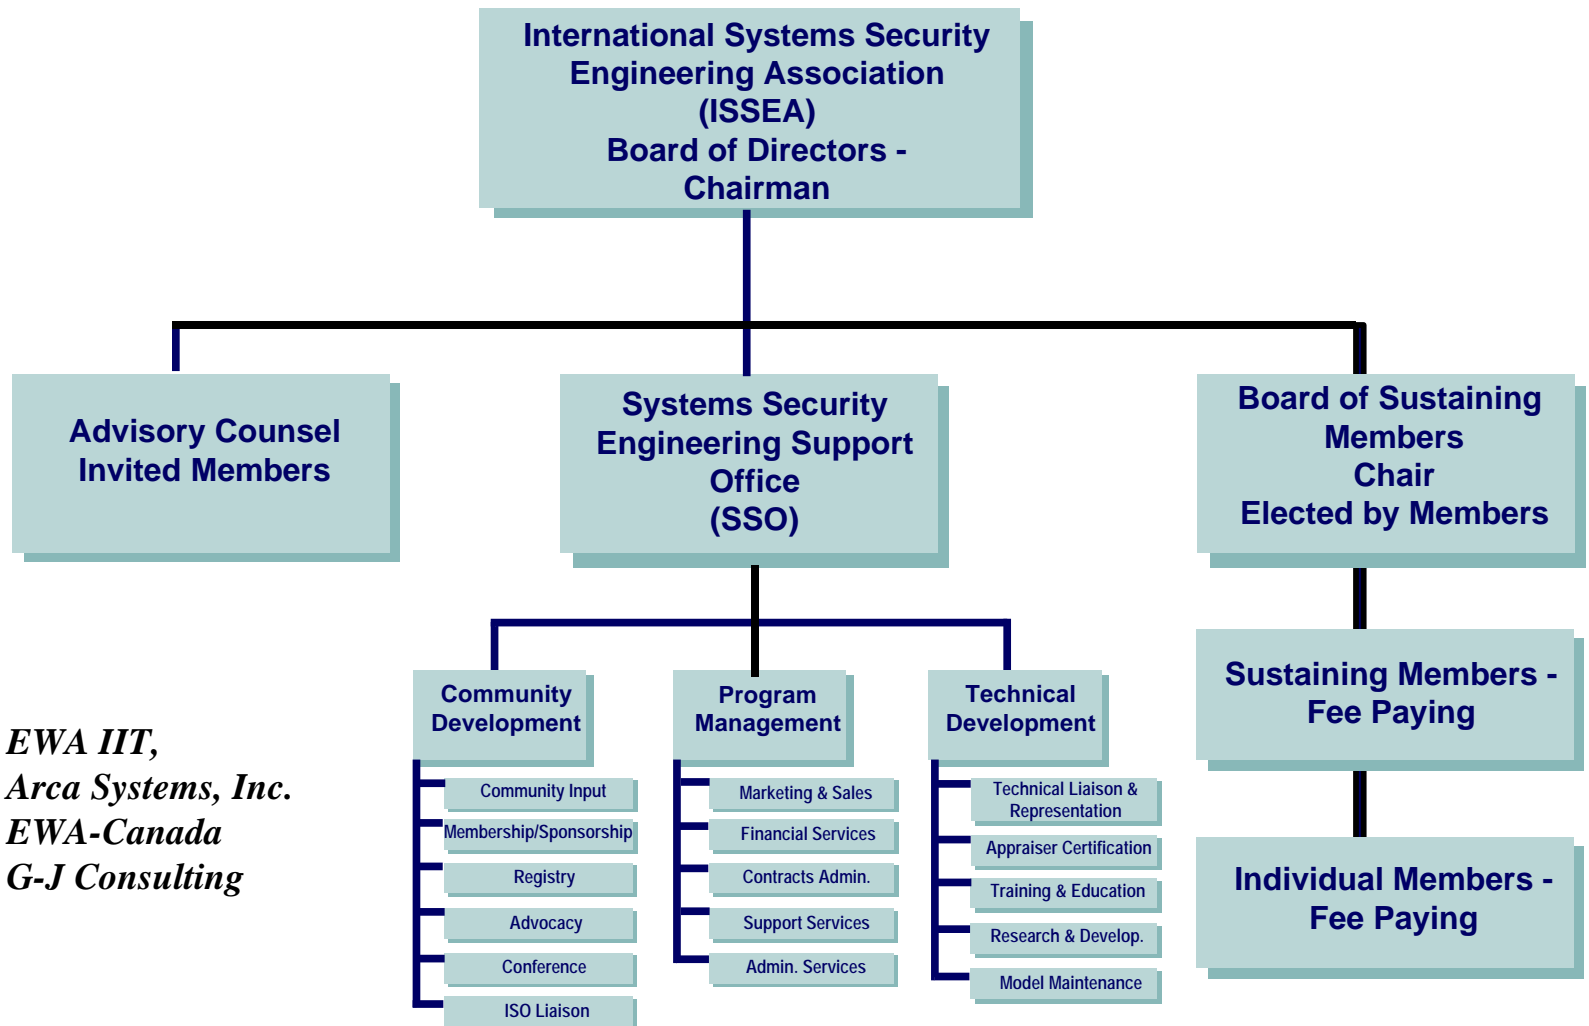 International Systems Security
Engineering Association
(ISSEA)
Board of Directors -
Chairman
Advisory Counsel
Invited Members
Systems Security
Engineering Support
Office
(SSO)
Board of Sustaining
Members
Chair
Elected by Members
Community
Development
Community Input
Membership/Sponsorship
Registry
Advocacy
Conference
ISO Liaison
Program
Management
Marketing & Sales
Financial Services
Contracts Admin.
Support Services
Admin. Services
Technical
Development
Technical Liaison &
Representation
Appraiser Certification
Training & Education
Research & Develop.
Model Maintenance
Sustaining Members -
Fee Paying
Individual Members -
Fee Paying
EWA IIT,
Arca Systems, Inc.
EWA-Canada
G-J Consulting